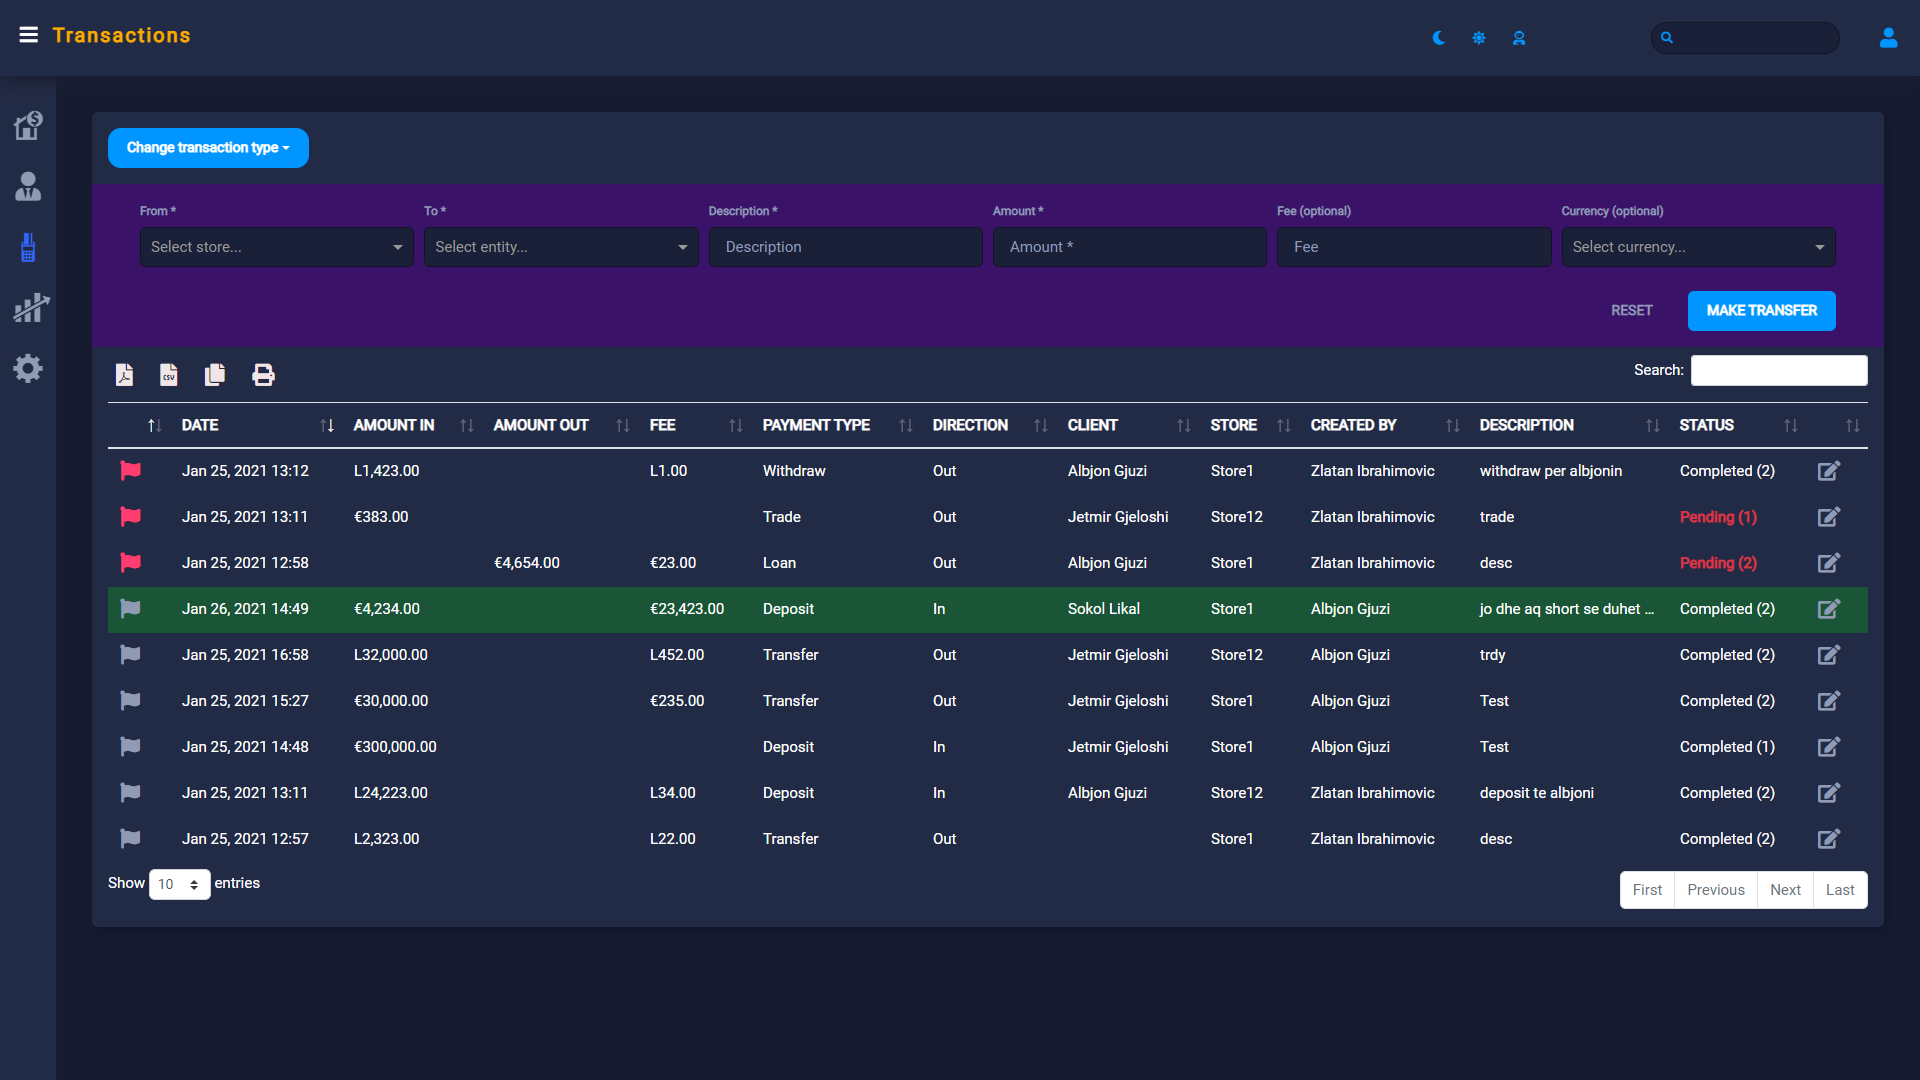 Transactions
Change transaction type
From * To * Description * Amount * Fee (optional) Currency (optional)
Select store... Select entity... Description Amount * Fee Select currency...
RESET MAKE TRANSFER
CSV
Search:
DATE AMOUNT IN AMOUNT OUT FEE PAYMENT TYPE DIRECTION CLIENT STORE CREATED BY DESCRIPTION STATUS
Jan 25, 2021 13:12 L1,423.00 L1.00 Withdraw Out Albjon Gjuzi Store1 Zlatan Ibrahimovic withdraw per albjonin Completed (2)
Jan 25, 2021 13:11 €383.00 Trade Out Jetmir Gjeloshi Store12 Zlatan Ibrahimovic trade Pending (1)
Jan 25, 2021 12:58 €4,654.00 €23.00 Loan Out Albjon Gjuzi Store1 Zlatan Ibrahimovic desc Pending (2)
Jan 26, 2021 14:49 €4,234.00 €23,423.00 Deposit In Sokol Likal Store1 Albjon Gjuzi jo dhe aq short se duhet ... Completed (2)
Jan 25, 2021 16:58 L32,000.00 L452.00 Transfer Out Jetmir Gjeloshi Store12 Albjon Gjuzi trdy Completed (2)
Jan 25, 2021 15:27 €30,000.00 €235.00 Transfer Out Jetmir Gjeloshi Store1 Albjon Gjuzi Test Completed (2)
Jan 25, 2021 14:48 €300,000.00 Deposit In Jetmir Gjeloshi Store1 Albjon Gjuzi Test Completed (1)
Jan 25, 2021 13:11 L24,223.00 L34.00 Deposit In Albjon Gjuzi Store12 Zlatan Ibrahimovic deposit te albjoni Completed (2)
Jan 25, 2021 12:57 L2,323.00 L22.00 Transfer Out Store1 Zlatan Ibrahimovic desc Completed (2)
Show 10 entries
First Previous Next Last